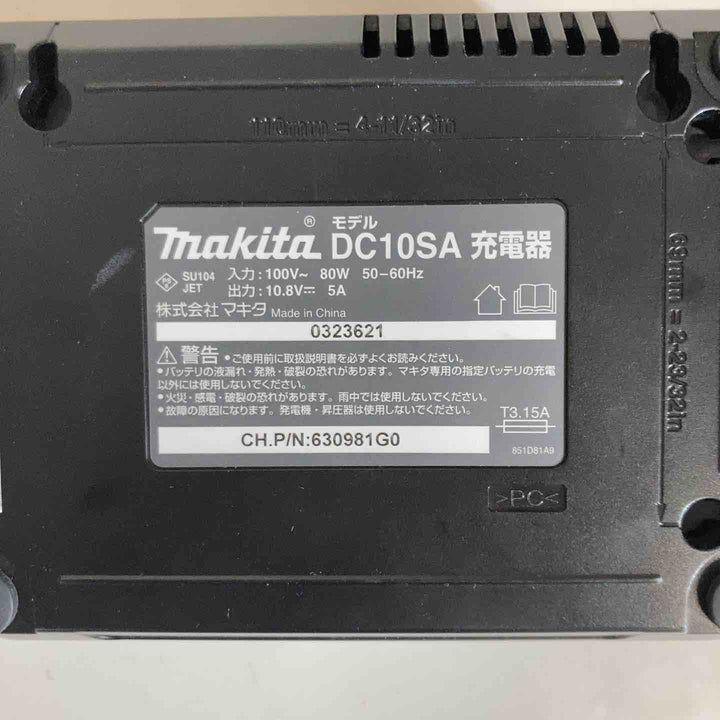 110mm = 4-11/32in
makita® モデル DC10SA 充電器
PS E SU104 JET
入力:100V~ 80W 50-60Hz
出力:10.8V⎓ 5A
株式会社マキタ Made in China
0323621
警告 ・ご使用前に取扱説明書を必ずよくお読みください。
・バッテリの液漏れ・発熱・破裂の恐れがあります。マキタ専用の指定バッテリの充電
以外には使用しないでください。
・火災・感電・破裂の恐れがあります。雨中では使用しないでください。
・故障の原因になります。発電機・昇圧器は使用しないでください。
T3.15A
CH.P/N:630981G0
851D81A9
>PC<
69mm = 2-29/32in